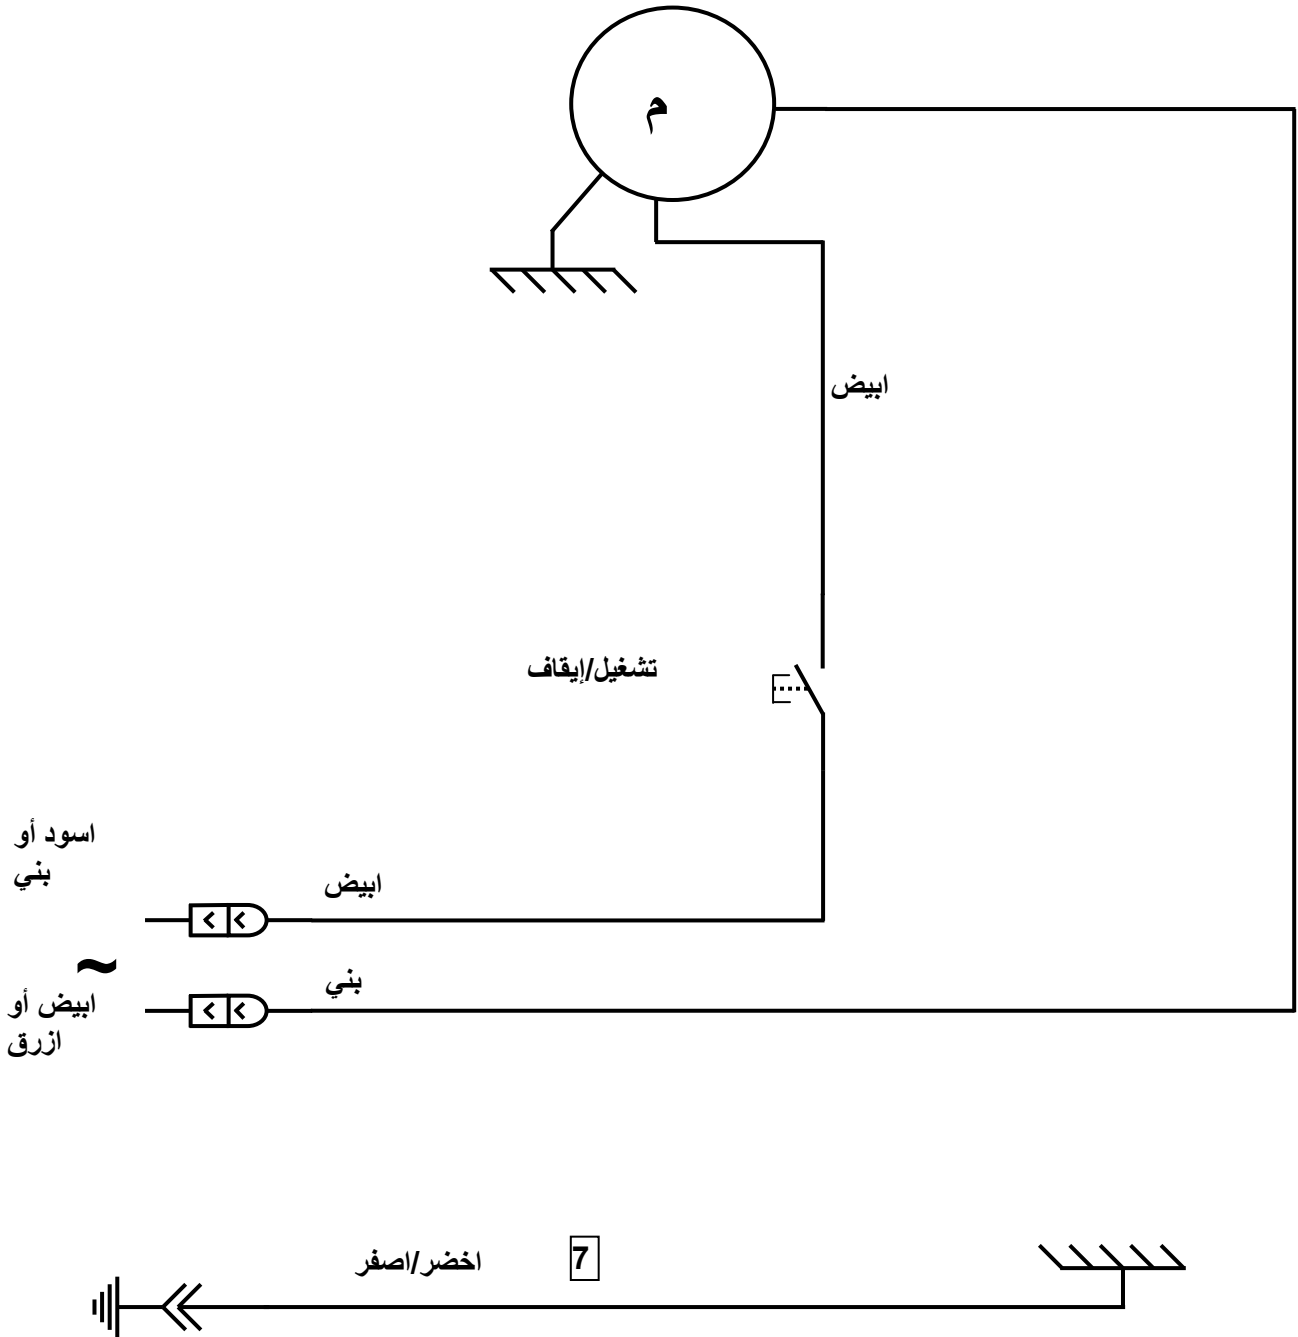 م
ابيض
تشغيل/إيقاف
اسود أو
بني
ابيض
~
بني
ابيض أو
ازرق
اخضر/اصفر
7